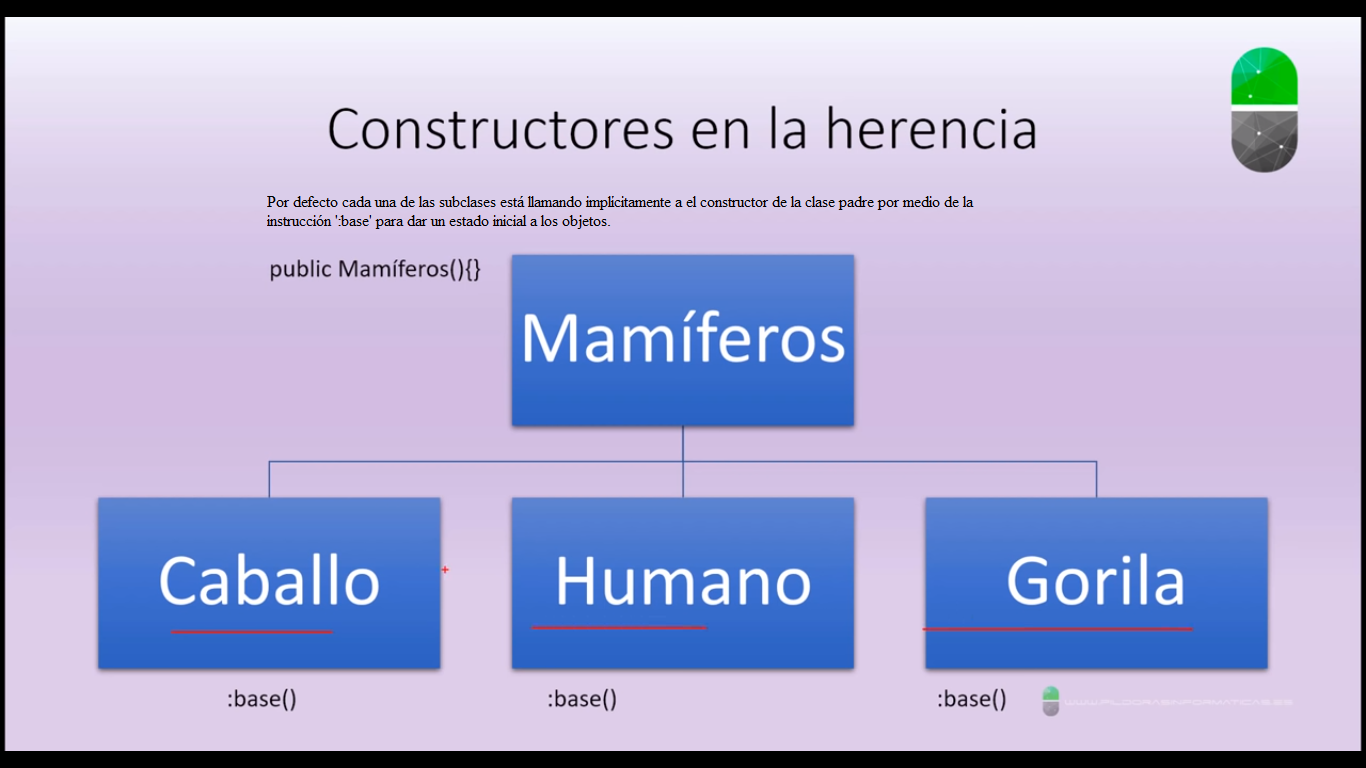 Constructores en la herencia
Por defecto cada una de las subclases está llamando implícitamente a el constructor de la clase padre por medio de la
instrucción ':base' para dar un estado inicial a los objetos.
public Mamíferos(){}
Mamíferos
Caballo
Humano
Gorila
:base()
:base()
:base()
WWW.PILDORASINFORMATICAS.ES